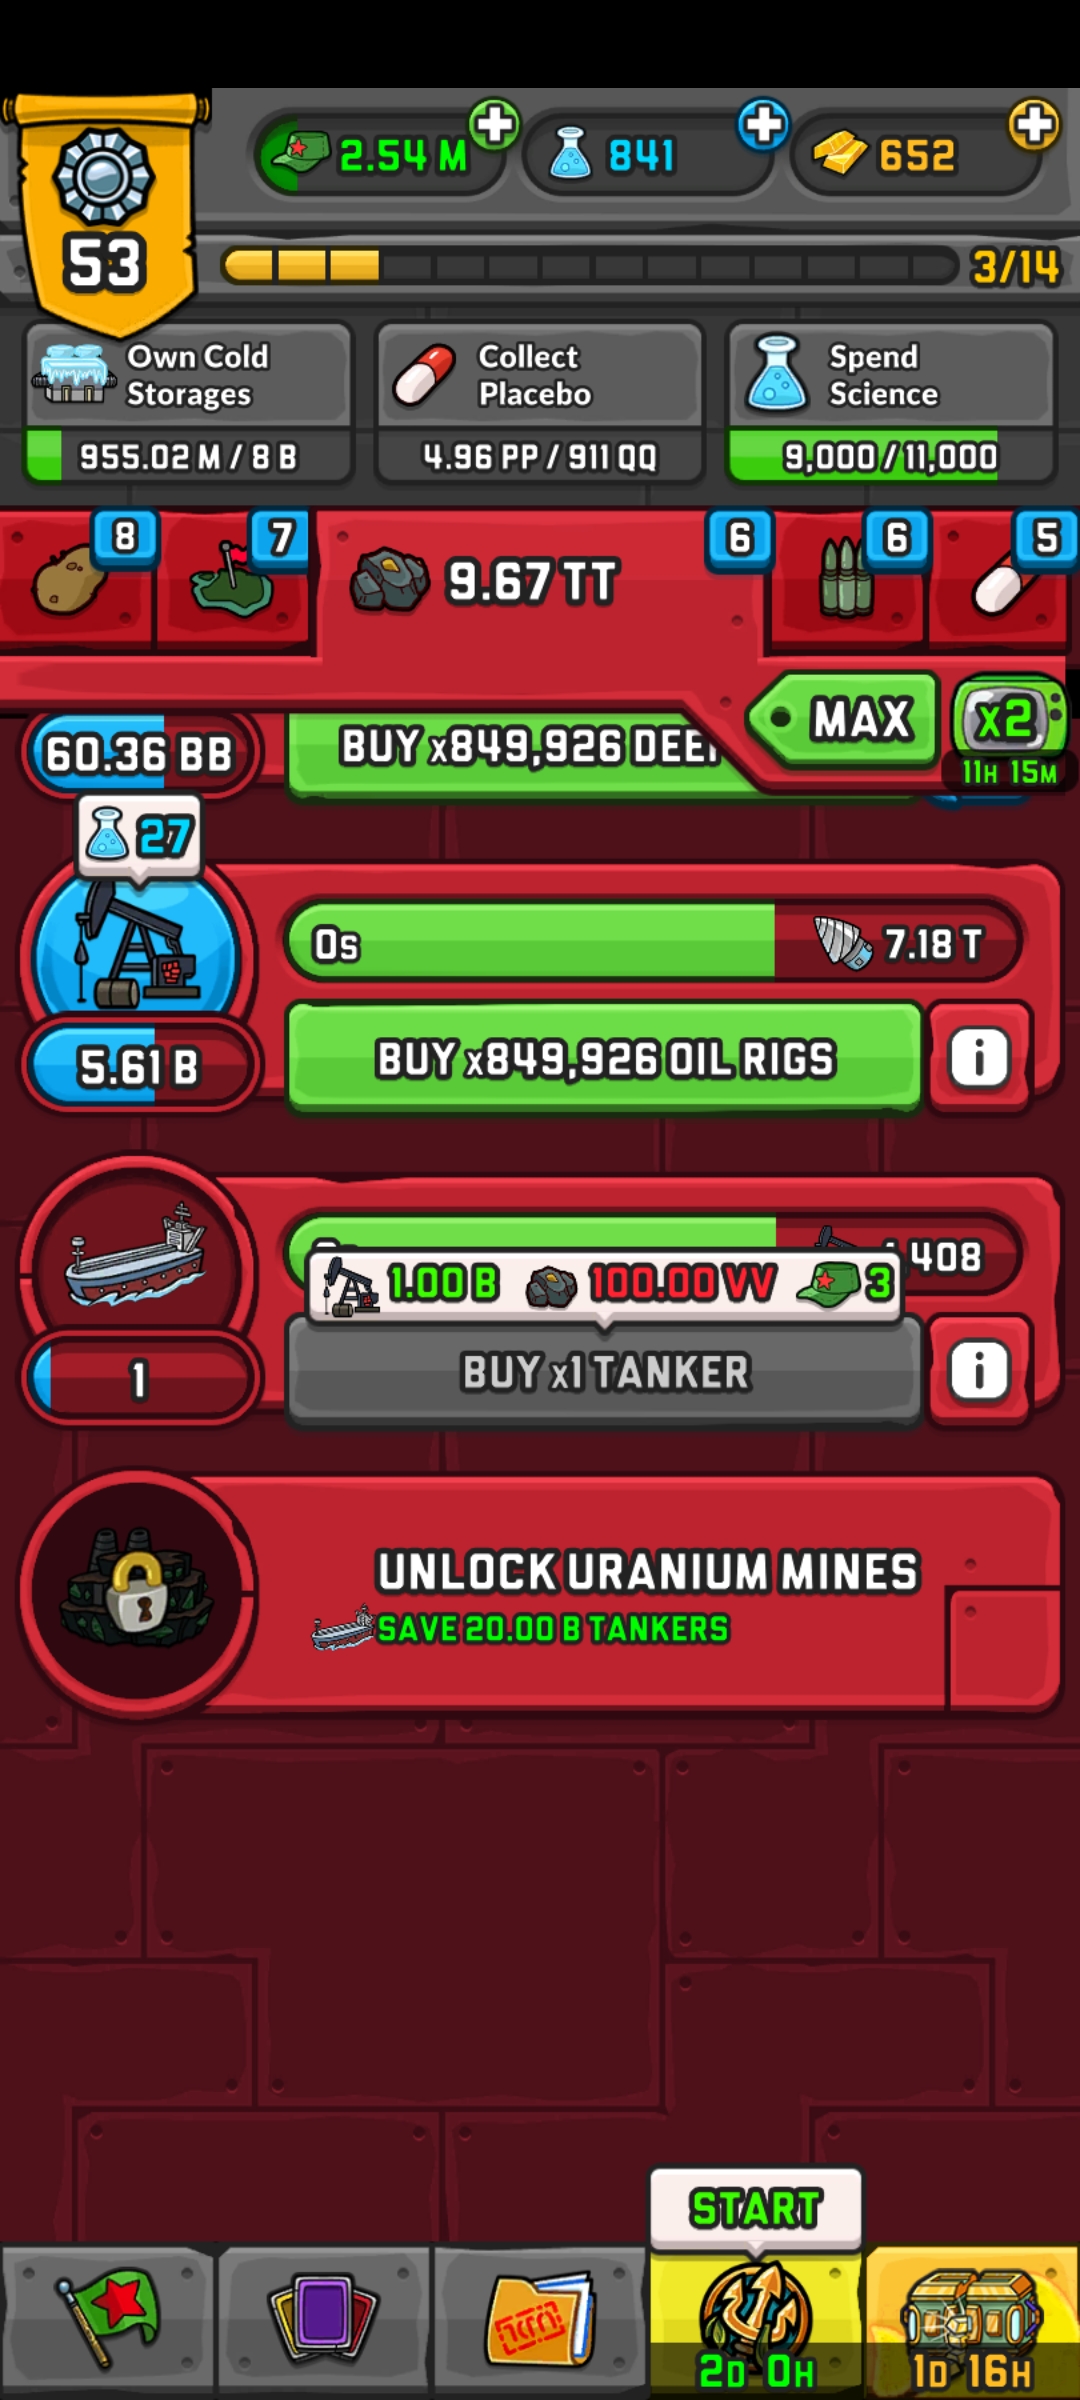 2.54 M
841
652
53
3/14
Own Cold
Storages
955.02 M / 8 B
Collect
Placebo
4.96 PP / 911 QQ
Spend
Science
9,000 / 11,000
8
7
9.67 TT
6
6
5
MAX
x2
11H 15M
60.36 BB
BUY x849,926 DEEP
27
0s
7.18 T
5.61 B
BUY x849,926 OIL RIGS
i
408
1.00 B
100.00 VV
3
1
BUY x1 TANKER
i
UNLOCK URANIUM MINES
SAVE 20.00 B TANKERS
START
2D 0H
1D 16H